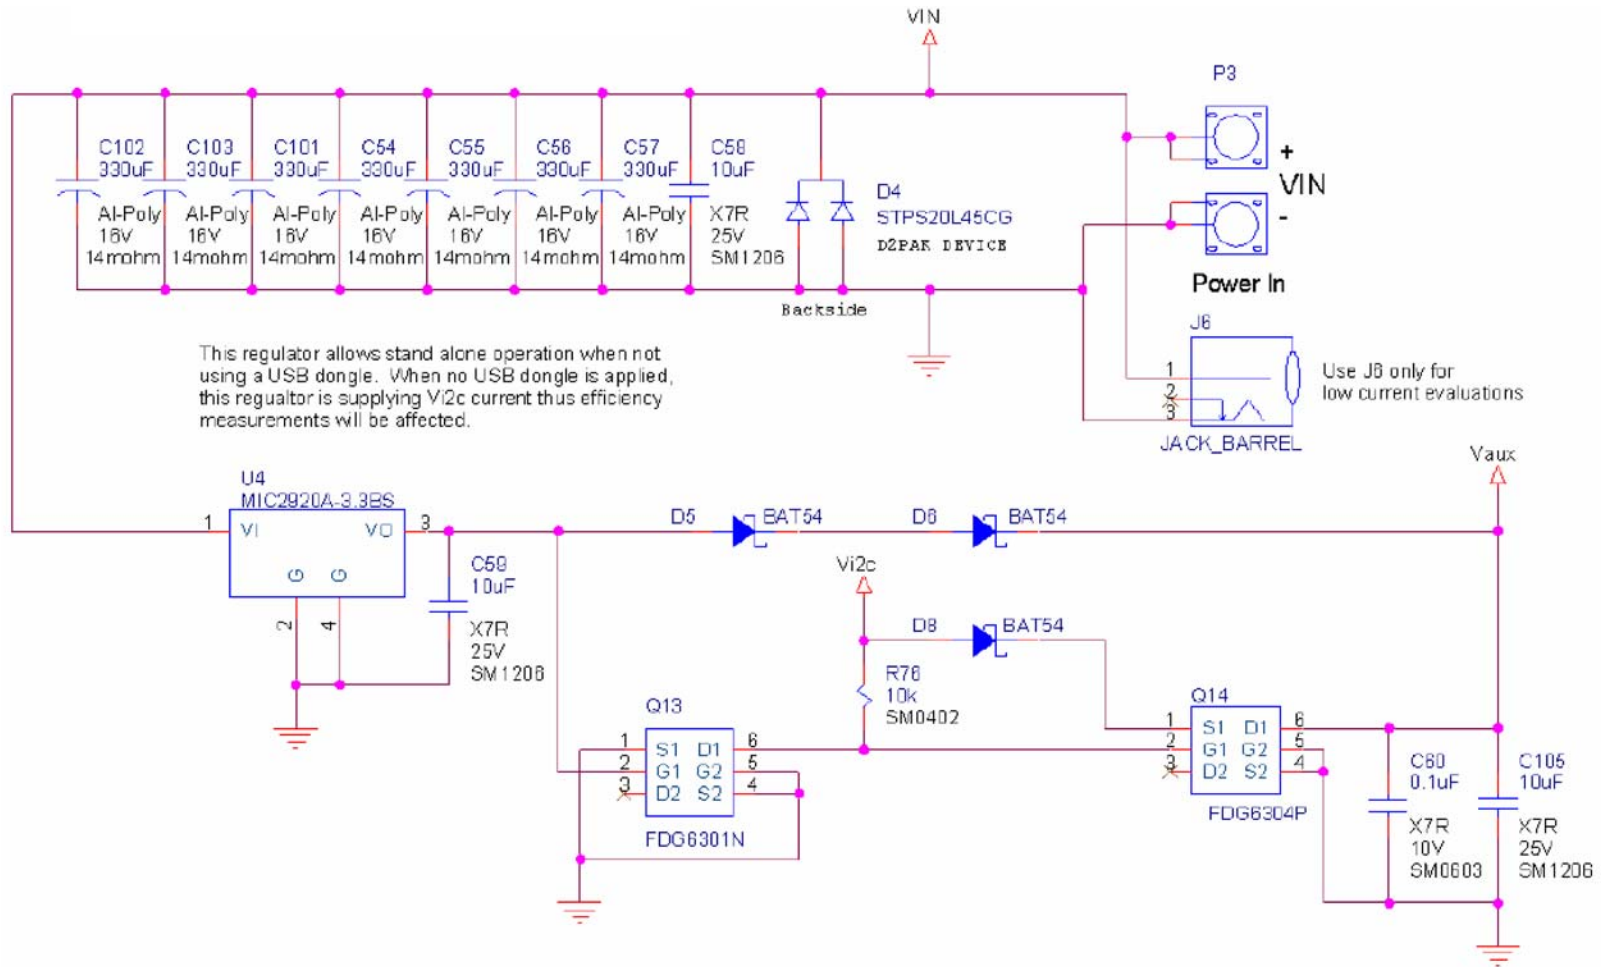 VIN
P3
C102
330uF
Al-Poly
16V
14mohm
C103
330uF
Al-Poly
16V
14mohm
C101
330uF
Al-Poly
16V
14mohm
C54
330uF
Al-Poly
16V
14mohm
C55
330uF
Al-Poly
16V
14mohm
C56
330uF
Al-Poly
16V
14mohm
C57
330uF
Al-Poly
16V
14mohm
C58
10uF
X7R
25V
SM1206
D4
STPS20L45CG
D2PAK DEVICE
Backside
+
VIN
-
Power In
J6
1
2
3
JACK_BARREL
Use J6 only for
low current evaluations
This regulator allows stand alone operation when not
using a USB dongle. When no USB dongle is applied,
this regualtor is supplying Vi2c current thus efficiency
measurements will be affected.
Vaux
U4
MIC2920A-3.3BS
1
VI
VO
3
G
G
2
4
C59
10uF
X7R
25V
SM1206
D5
BAT54
D6
BAT54
Vi2c
D8
BAT54
R76
10k
SM0402
Q13
1 S1 D1 6
2 G1 G2 5
3 D2 S2 4
FDG6301N
Q14
1 S1 D1 6
2 G1 G2 5
3 D2 S2 4
FDG6304P
C60
0.1uF
X7R
10V
SM0603
C105
10uF
X7R
25V
SM1206